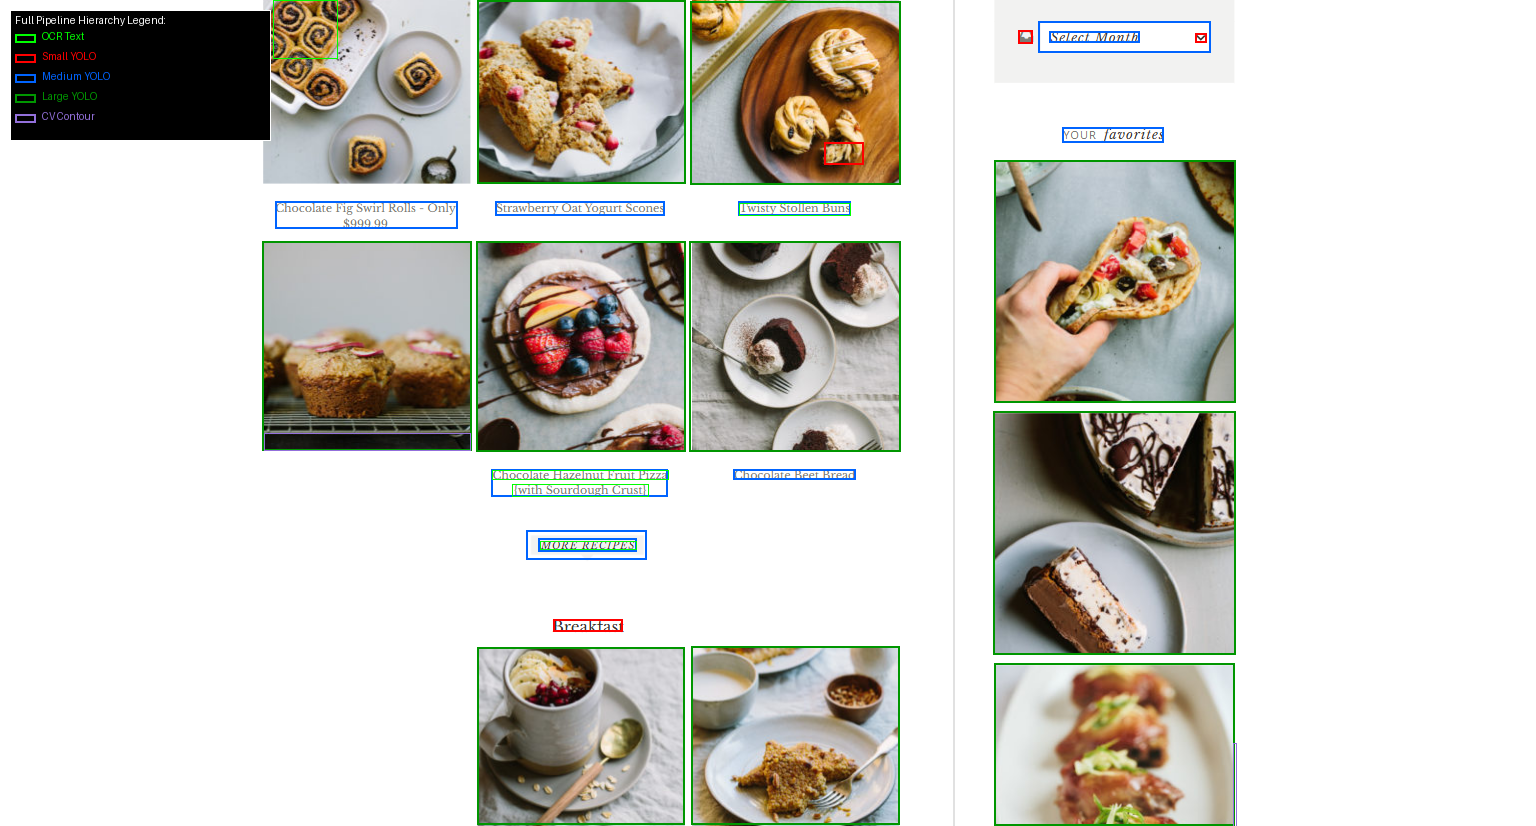 Full Pipeline Hierarchy Legend:
OCR Text
Small YOLO
Medium YOLO
Large YOLO
CV Contour
Select Month
YOUR favorites
Chocolate Fig Swirl Rolls - Only
$999.99
Strawberry Oat Yogurt Scones
Twisty Stollen Buns
Chocolate Hazelnut Fruit Pizza
{with Sourdough Crust}
Chocolate Beet Bread
MORE RECIPES
Breakfast